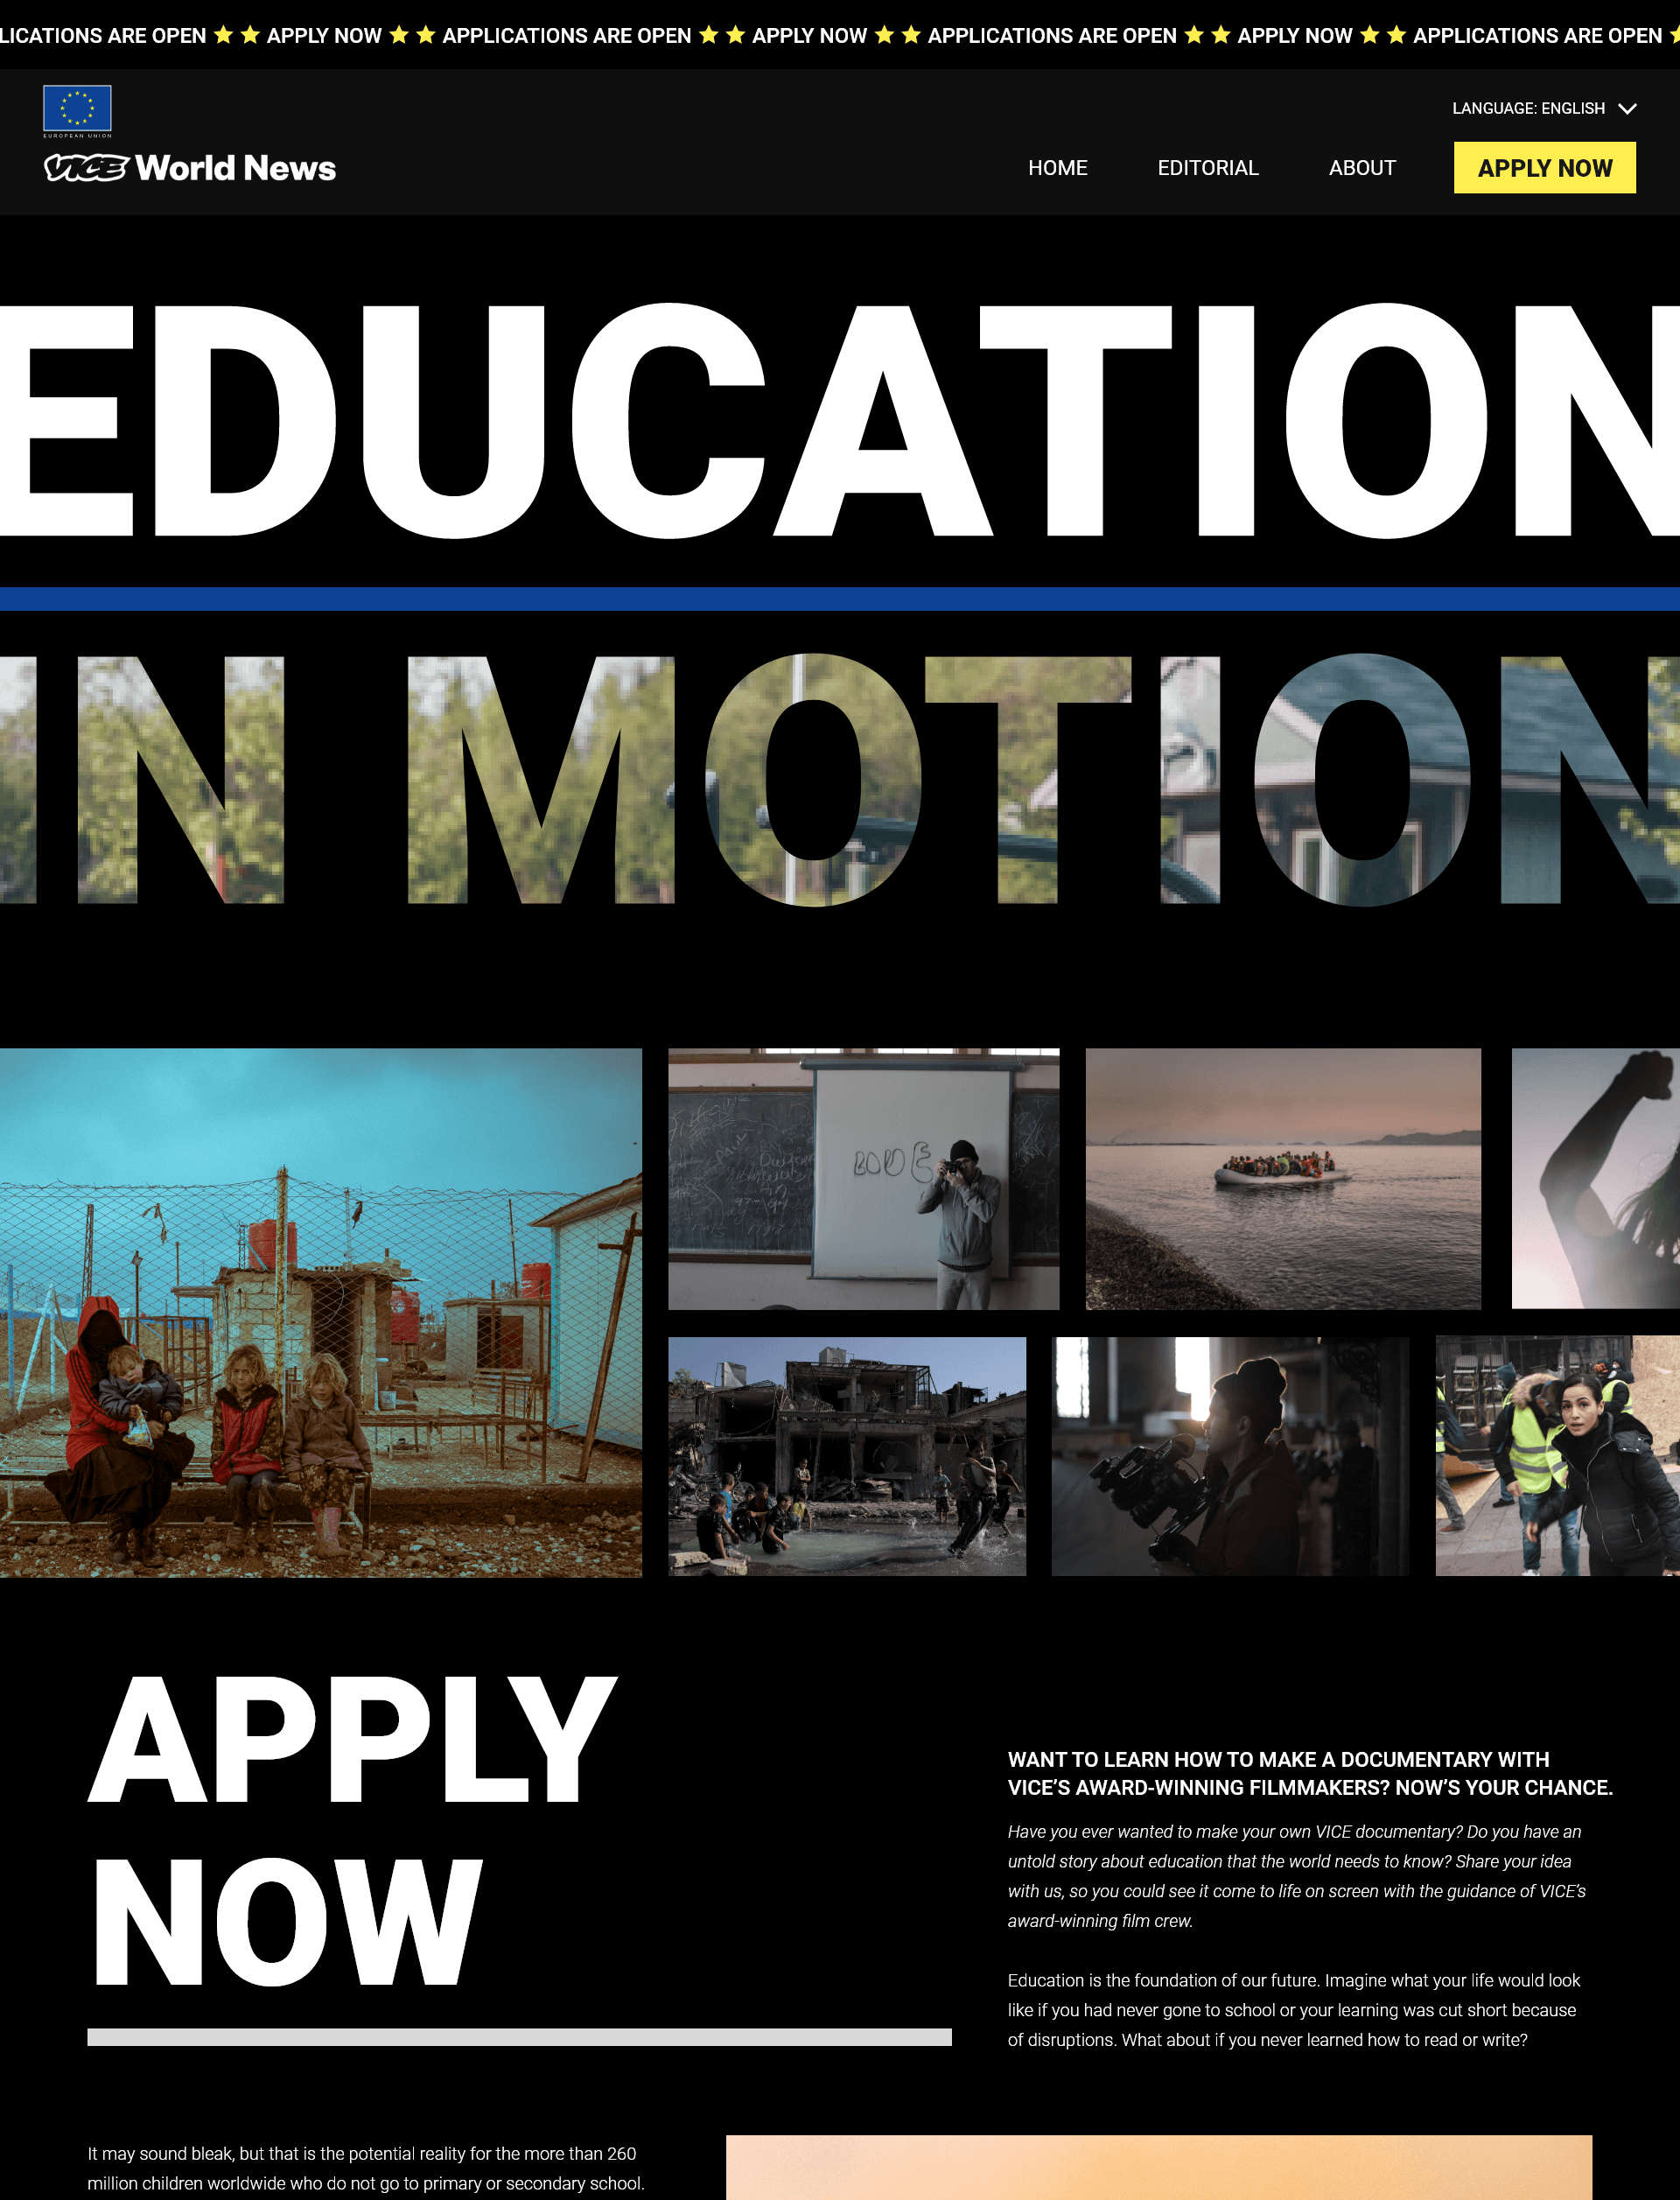 LICATIONS ARE OPEN ★ ★ APPLY NOW ★ ★ APPLICATIONS ARE OPEN ★ ★ APPLY NOW ★ ★ APPLICATIONS ARE OPEN ★ ★ APPLY NOW ★ ★ APPLICATIONS ARE OPEN
EUROPEAN UNION
LANGUAGE: ENGLISH
VICE World News
HOME EDITORIAL ABOUT APPLY NOW
EDUCATION
IN MOTION
APPLY
NOW
WANT TO LEARN HOW TO MAKE A DOCUMENTARY WITH
VICE’S AWARD-WINNING FILMMAKERS? NOW’S YOUR CHANCE.
Have you ever wanted to make your own VICE documentary? Do you have an
untold story about education that the world needs to know? Share your idea
with us, so you could see it come to life on screen with the guidance of VICE’s
award-winning film crew.
Education is the foundation of our future. Imagine what your life would look
like if you had never gone to school or your learning was cut short because
of disruptions. What about if you never learned how to read or write?
It may sound bleak, but that is the potential reality for the more than 260
million children worldwide who do not go to primary or secondary school.